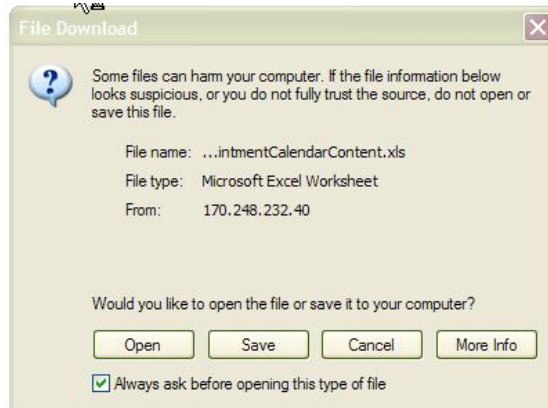 File Download
Some files can harm your computer. If the file information below
looks suspicious, or you do not fully trust the source, do not open or
save this file.
File name: ...intmentCalendarContent.xls
File type: Microsoft Excel Worksheet
From: 170.248.232.40
Would you like to open the file or save it to your computer?
Open Save Cancel More Info
Always ask before opening this type of file